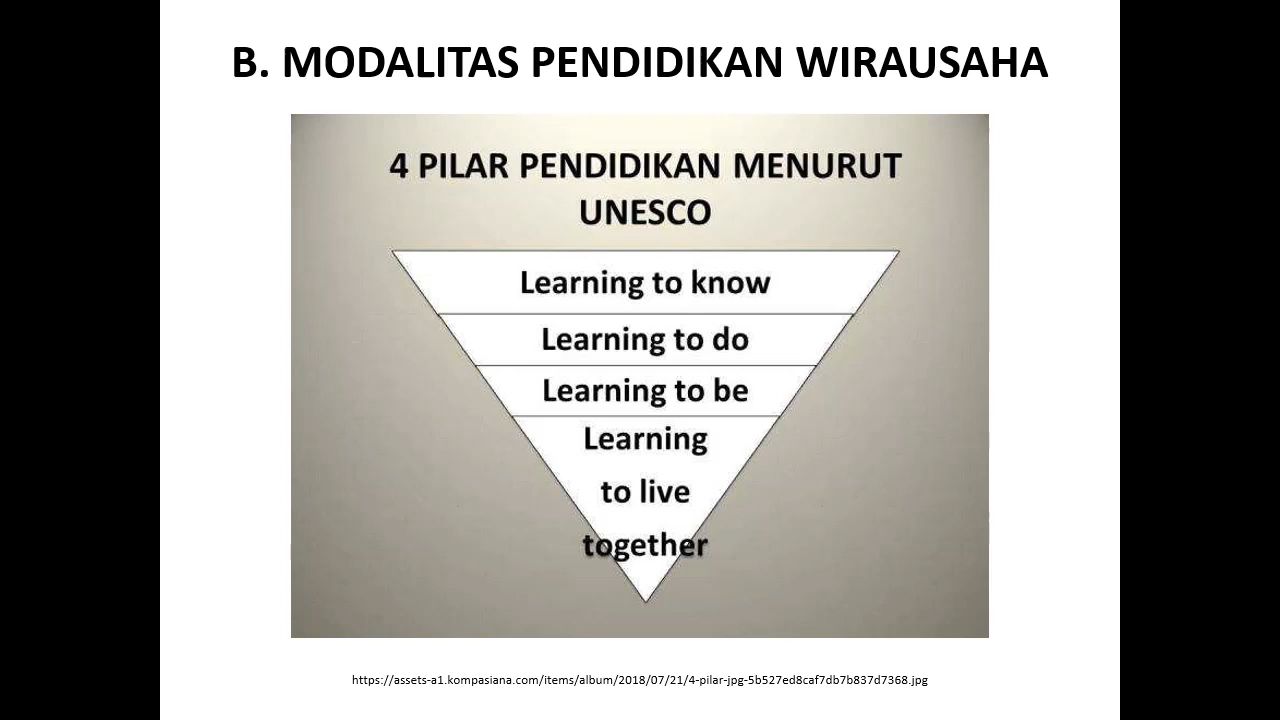 B. MODALITAS PENDIDIKAN WIRAUSAHA
4 PILAR PENDIDIKAN MENURUT
UNESCO
Learning to know
Learning to do
Learning to be
Learning
to live
together
https://assets-a1.kompasiana.com/items/album/2018/07/21/4-pilar-jpg-5b527ed8caf7db7b837d7368.jpg